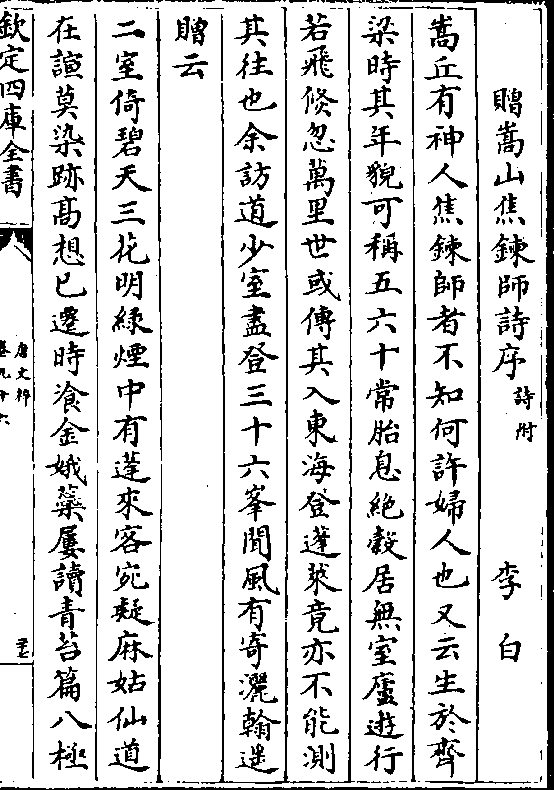 贈嵩山焦鍊師詩序 詩附 李白
嵩丘有神人焦鍊師者不知何許婦人也又云生於齊
梁時其年貌可稱五六十常胎息絶穀居無室廬遊行
若飛倐忽萬里世或傳其入東海登蓬萊竟亦不能測
其往也余訪道少室盡登三十六峯聞風有寄灑翰遥
贈云
二室倚碧天三花明緑煙中有蓬來客宛疑麻姑仙道
在諠莫染跡髙想已遷時飡金娥蘂屢讀青苔篇八極
欽定四庫全書
唐文粹
卷九十六